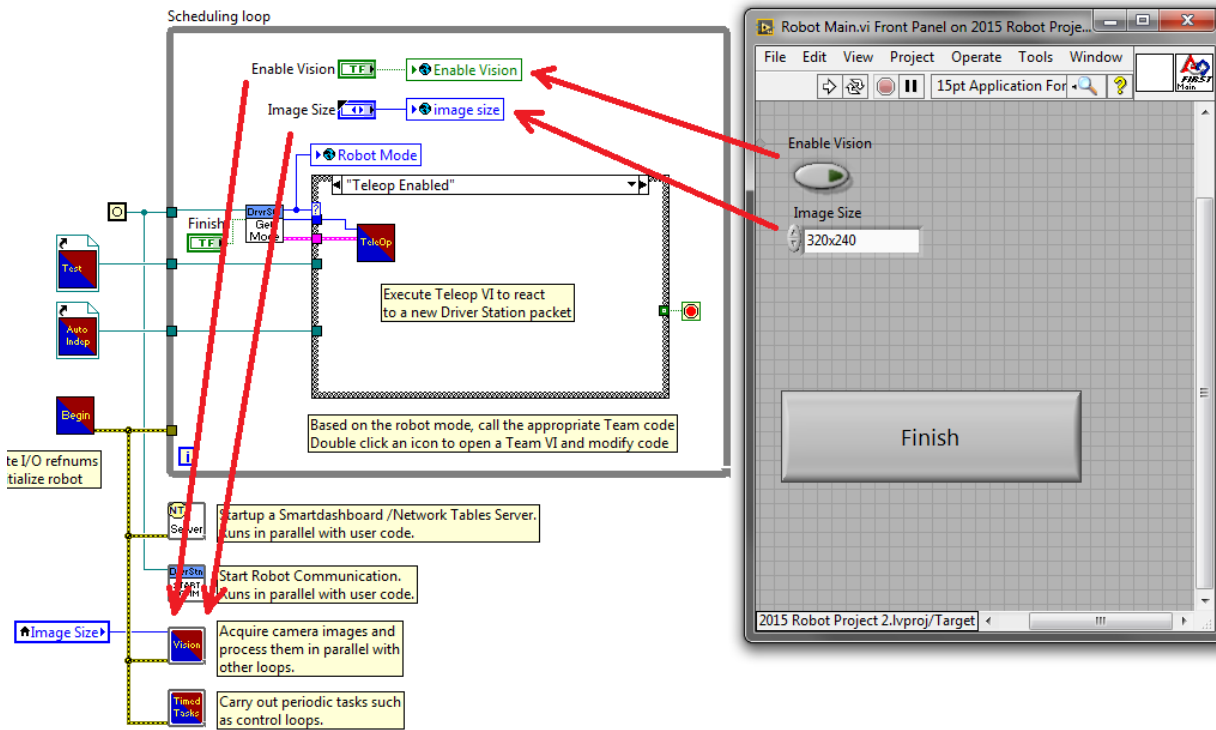 Scheduling loop
Enable Vision
TF
Enable Vision
Image Size
image size
Robot Mode
"Teleop Enabled"
Finish
TF
DrvrStn
Get
Mode
TeleOp
?
Test
Execute Teleop VI to react
to a new Driver Station packet
Auto
Indep
Begin
Based on the robot mode, call the appropriate Team code
Double click an icon to open a Team VI and modify code
i
te I/O refnums
itialize robot
NT
Server
Startup a Smartdashboard /Network Tables Server.
Runs in parallel with user code.
DrvrStn
START
Start Robot Communication.
Runs in parallel with user code.
Image Size
Vision
Acquire camera images and
process them in parallel with
other loops.
Timed
Tasks
Carry out periodic tasks such
as control loops.
Robot Main.vi Front Panel on 2015 Robot Proje...
File Edit View Project Operate Tools Window
15pt Application For
?
FIRST
Main
Enable Vision
Image Size
320x240
Finish
2015 Robot Project 2.lvproj/Target